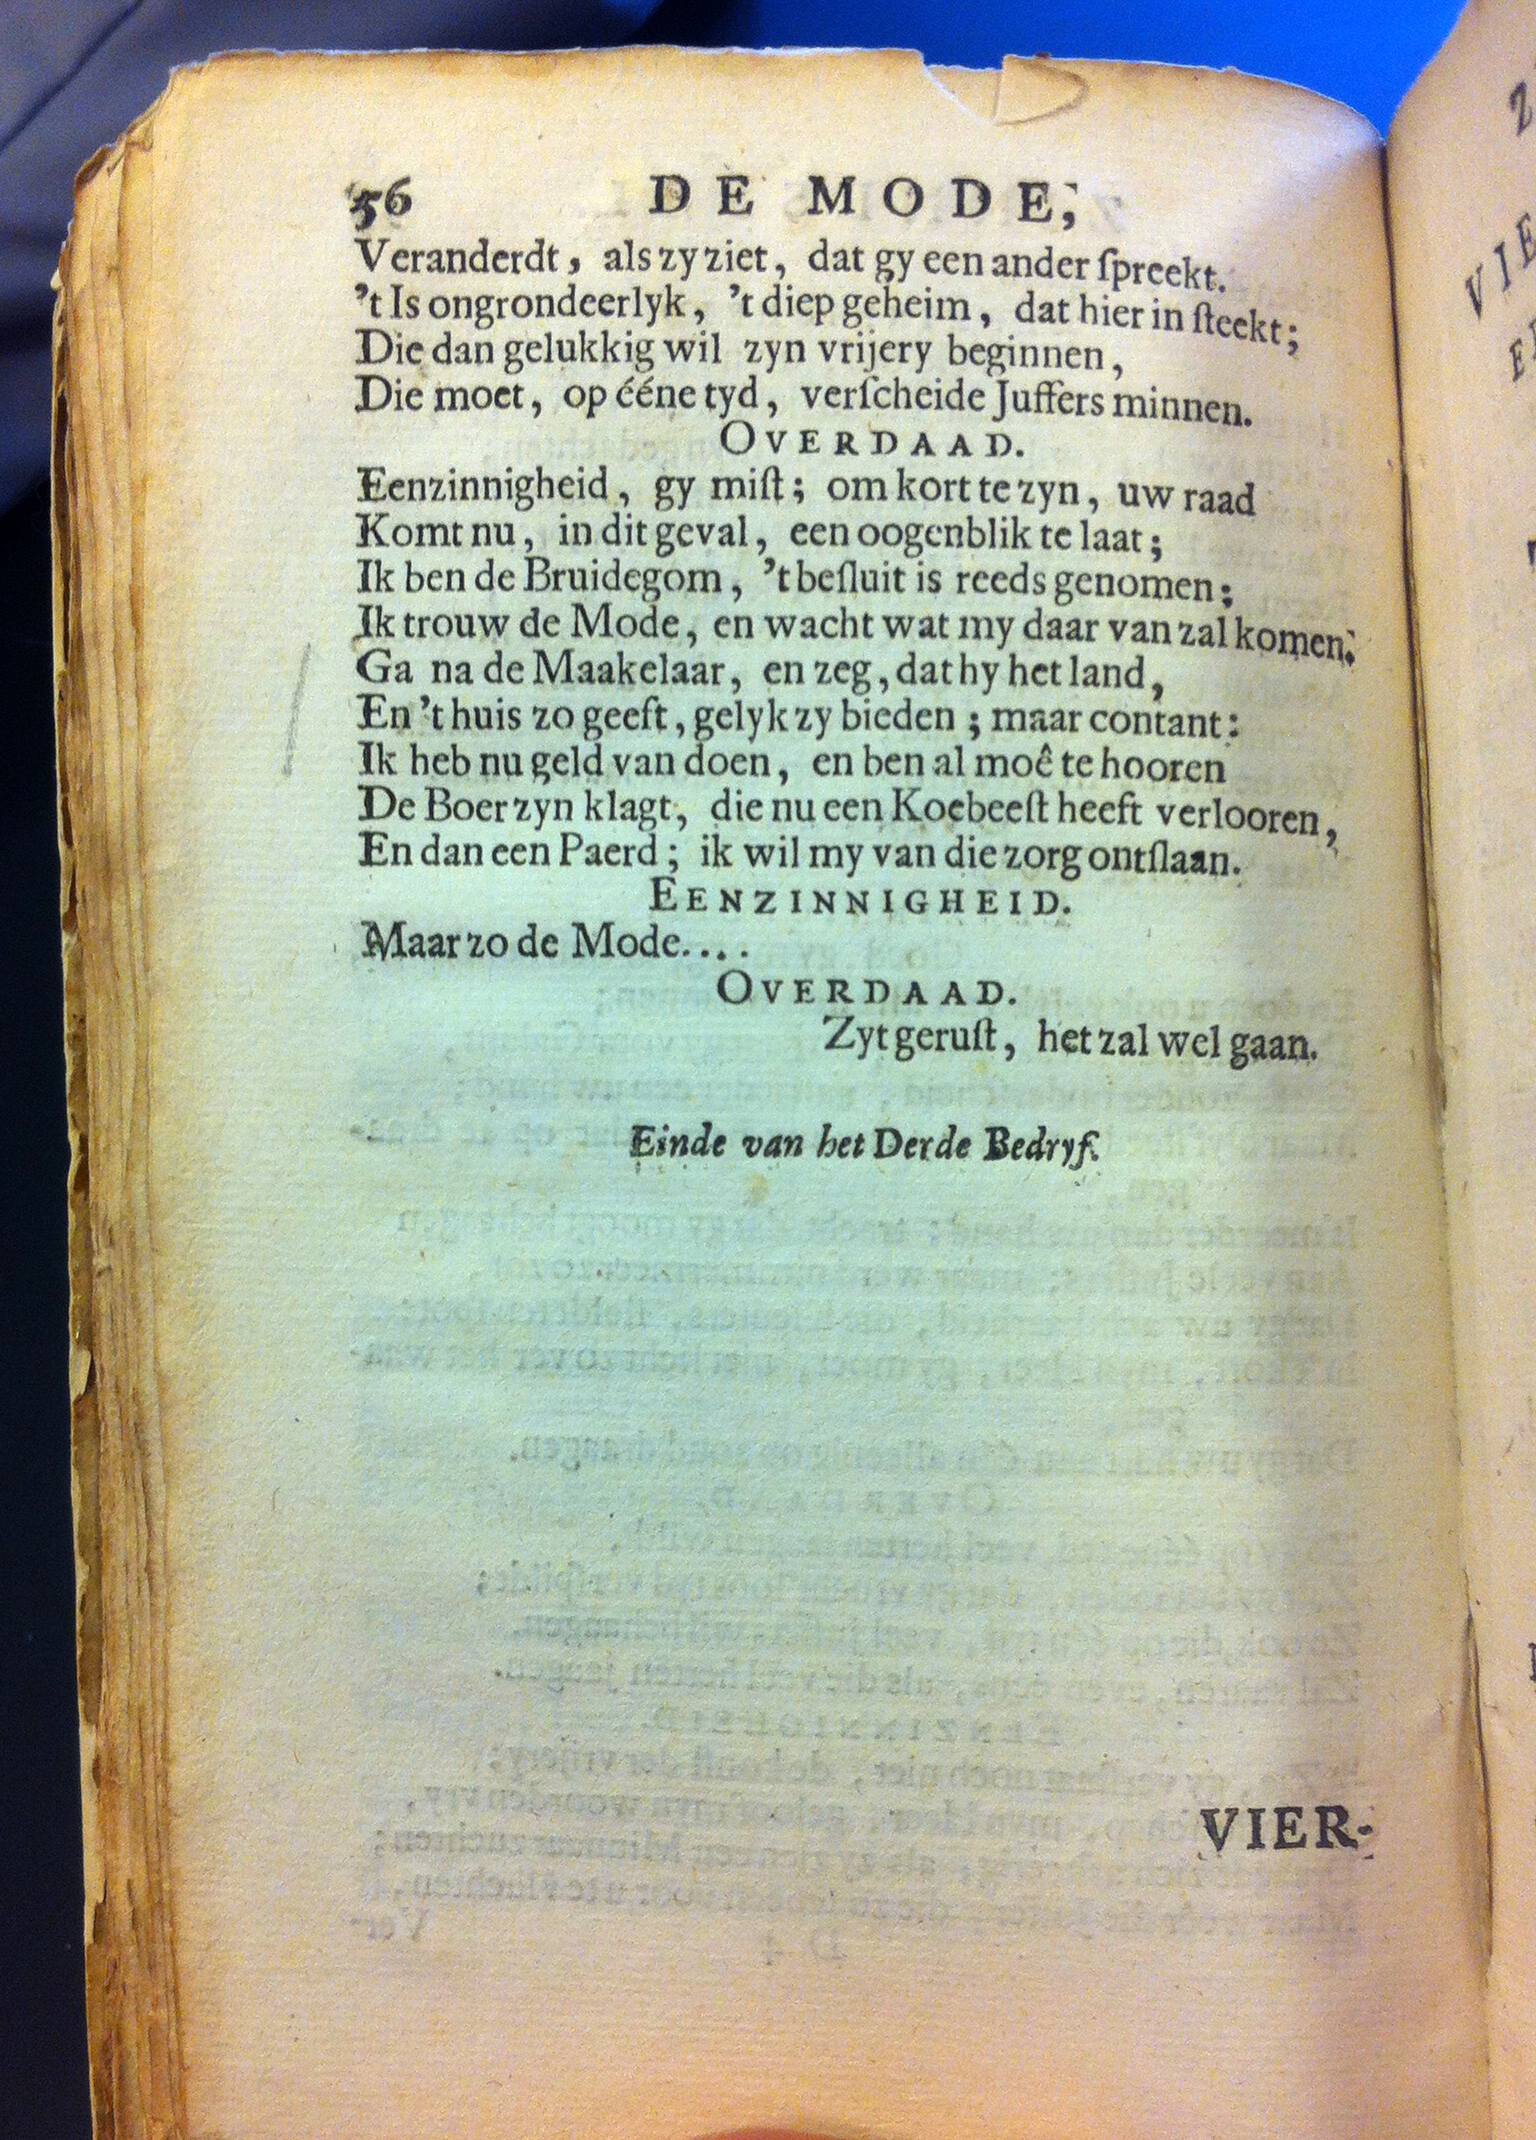 56 DE MODE,
Veranderdt, als zy ziet, dat gy een ander ſpreekt.
't Is ongrondeerlyk, 't diep geheim, dat hier in ſteekt;
Die dan gelukkig wil zyn vrijery beginnen,
Die moet, op ééne tyd, verſcheide Juffers minnen.
OVERDAAD.
Eenzinnigheid, gy miſt; om kort te zyn, uw raad
Komt nu, in dit geval, een oogenblik te laat;
Ik ben de Bruidegom, 't beſluit is reeds genomen;
Ik trouw de Mode, en wacht wat my daar van zal komen.
Ga na de Maakelaar, en zeg, dat hy het land,
En 't huis zo geeft, gelyk zy bieden; maar contant:
Ik heb nu geld van doen, en ben al moê te hooren
De Boer zyn klagt, die nu een Koebeeſt heeft verlooren,
En dan een Paerd; ik wil my van die zorg ontſlaan.
EENZINNIGHEID.
Maar zo de Mode....
OVERDAAD.
Zyt geruſt, het zal wel gaan.
Einde van het Derde Bedryf.
VIER-